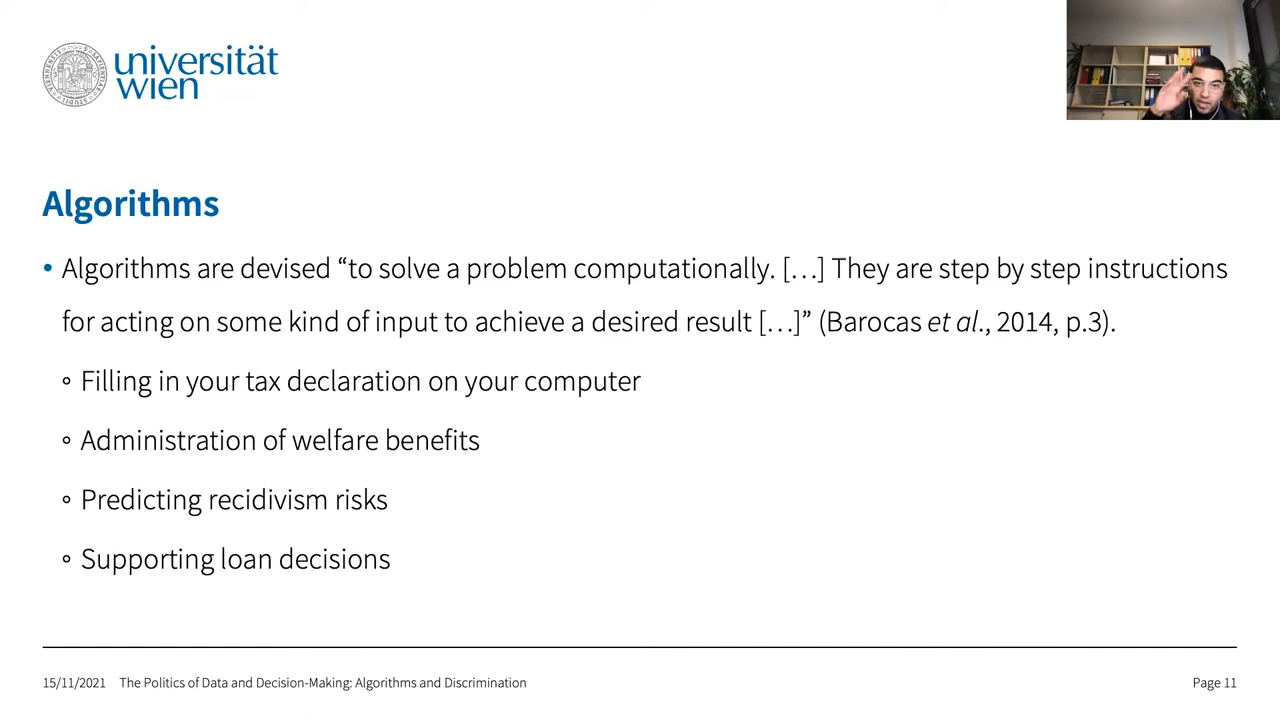 universität
wien
Algorithms
• Algorithms are devised “to solve a problem computationally. […] They are step by step instructions
for acting on some kind of input to achieve a desired result […]” (Barocas et al., 2014, p.3).
∘ Filling in your tax declaration on your computer
∘ Administration of welfare benefits
∘ Predicting recidivism risks
∘ Supporting loan decisions
15/11/2021 The Politics of Data and Decision-Making: Algorithms and Discrimination Page 11